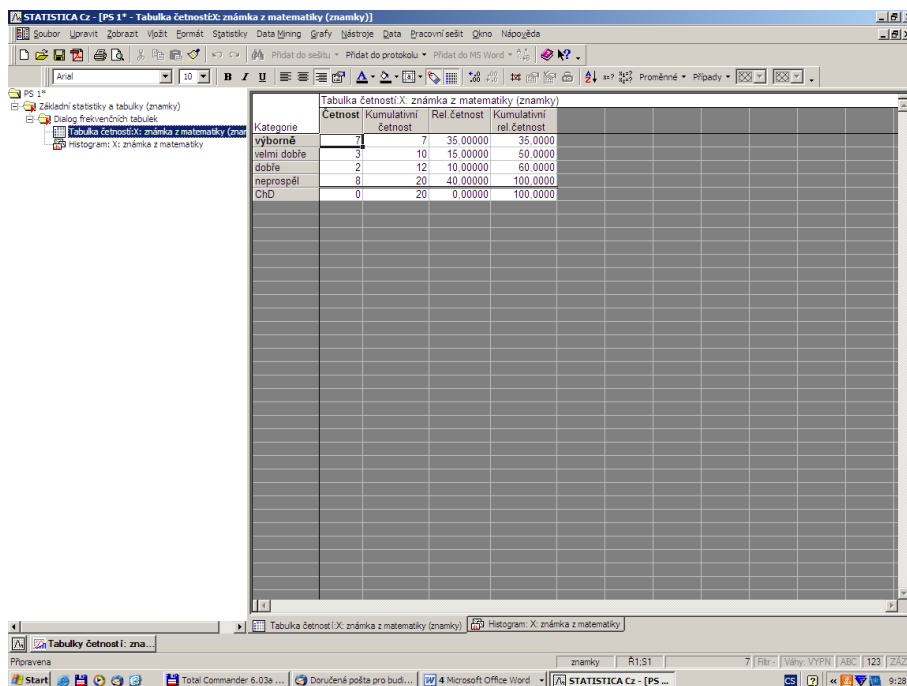 STATISTICA Cz - [PS 1* - Tabulka četností:X: známka z matematiky (znamky)]
Soubor Upravit Zobrazit Vložit Formát Statistiky Data Mining Grafy Nástroje Data Pracovní sešit Okno Nápověda
Přidat do sešitu Přidat do protokolu Přidat do MS Word
Arial 10 B I U Proměnné Případy
PS 1*
Základní statistiky a tabulky (znamky)
Dialog frekvenčních tabulek
Tabulka četností:X: známka z matematiky (znam
Histogram: X: známka z matematiky
Tabulka četností:X: známka z matematiky (znamky)
Kategorie Četnost Kumulativní četnost Rel.četnost Kumulativní rel.četnost
výborně 7 7 35,00000 35,0000
velmi dobře 3 10 15,00000 50,0000
dobře 2 12 10,00000 60,0000
neprospěl 8 20 40,00000 100,0000
ChD 0 20 0,00000 100,0000
Tabulka četností:X: známka z matematiky (znamky) Histogram: X: známka z matematiky
Tabulky četností: zna...
Připravena znamky Ř1;S1 7 Filtr - Váhy: VYPN ABC 123 ZÁZ
Start Total Commander 6.03a ... Doručená pošta pro budi... 4 Microsoft Office Word STATISTICA Cz - [PS ... CS 9:28